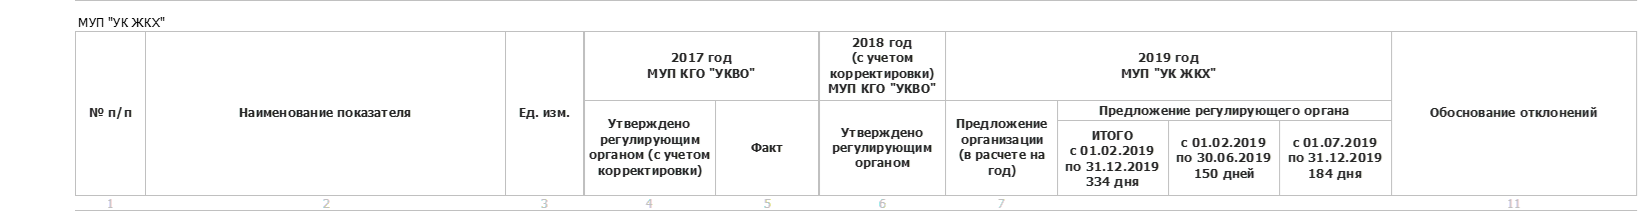 МУП "УК ЖКХ"
№ п/п
Наименование показателя
Ед. изм.
2017 год
МУП КГО "УКВО"
2018 год
(с учетом
корректировки)
МУП КГО "УКВО"
2019 год
МУП "УК ЖКХ"
Обоснование отклонений
Утверждено
регулирующим
органом (с учетом
корректировки)
Факт
Утверждено
регулирующим
органом
Предложение
организации
(в расчете на
год)
Предложение регулирующего органа
ИТОГО
с 01.02.2019
по 31.12.2019
334 дня
с 01.02.2019
по 30.06.2019
150 дней
с 01.07.2019
по 31.12.2019
184 дня
1 2 3 4 5 6 7 11